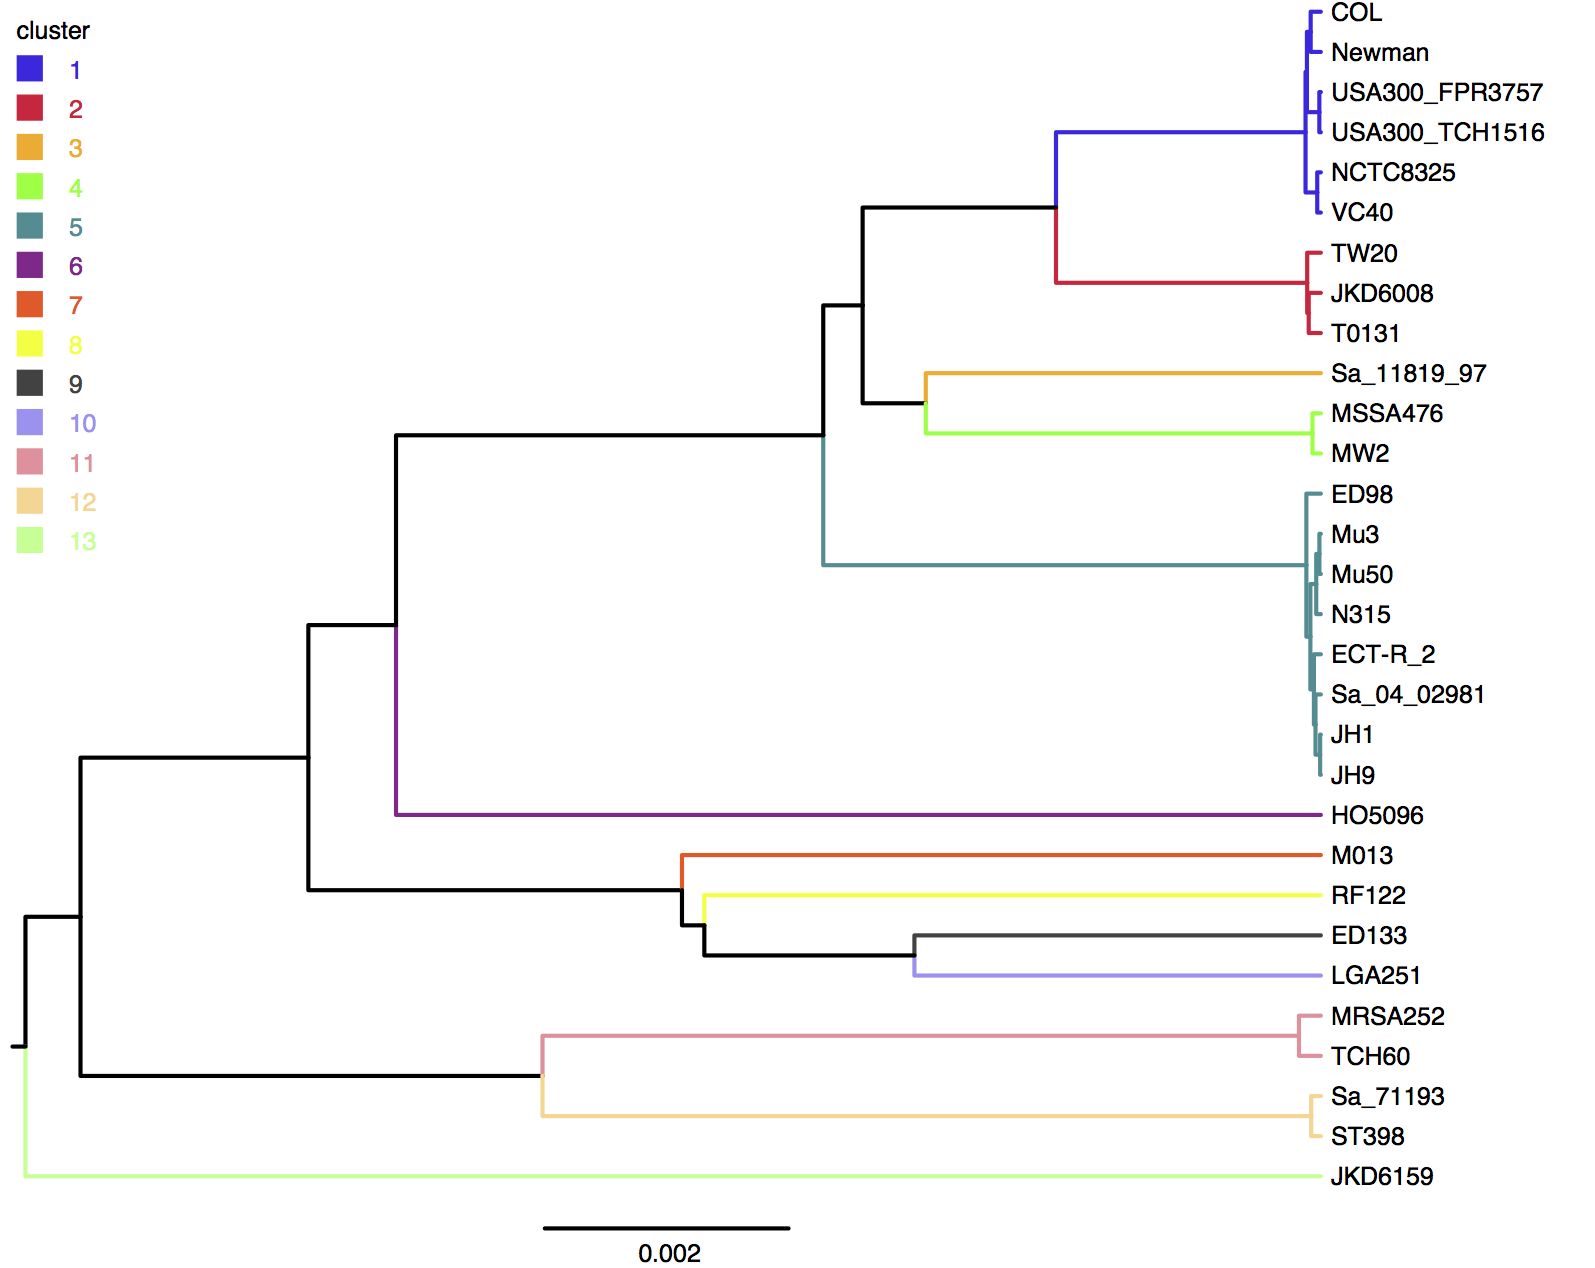 cluster
1
2
3
4
5
6
7
8
9
10
11
12
13
COL
Newman
USA300_FPR3757
USA300_TCH1516
NCTC8325
VC40
TW20
JKD6008
T0131
Sa_11819_97
MSSA476
MW2
ED98
Mu3
Mu50
N315
ECT-R_2
Sa_04_02981
JH1
JH9
HO5096
M013
RF122
ED133
LGA251
MRSA252
TCH60
Sa_71193
ST398
JKD6159
0.002